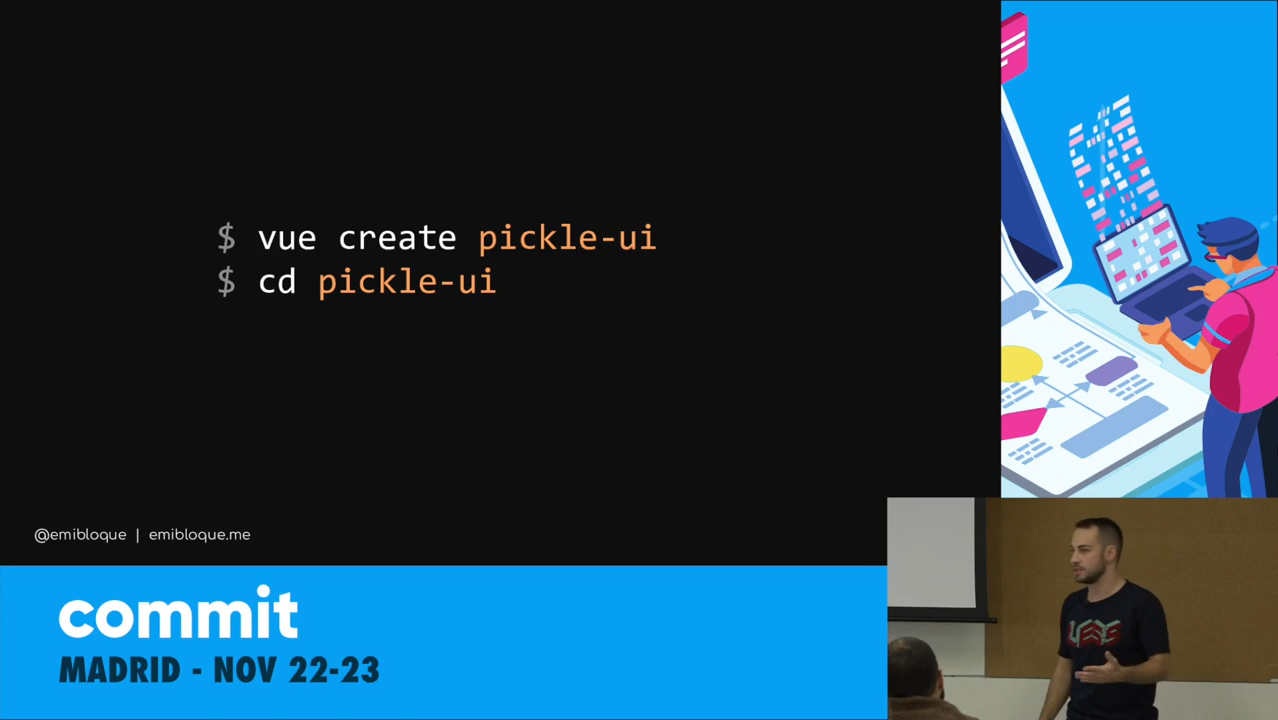 $ vue create pickle-ui
$ cd pickle-ui
@emibloque | emibloque.me
commit
MADRID - NOV 22-23